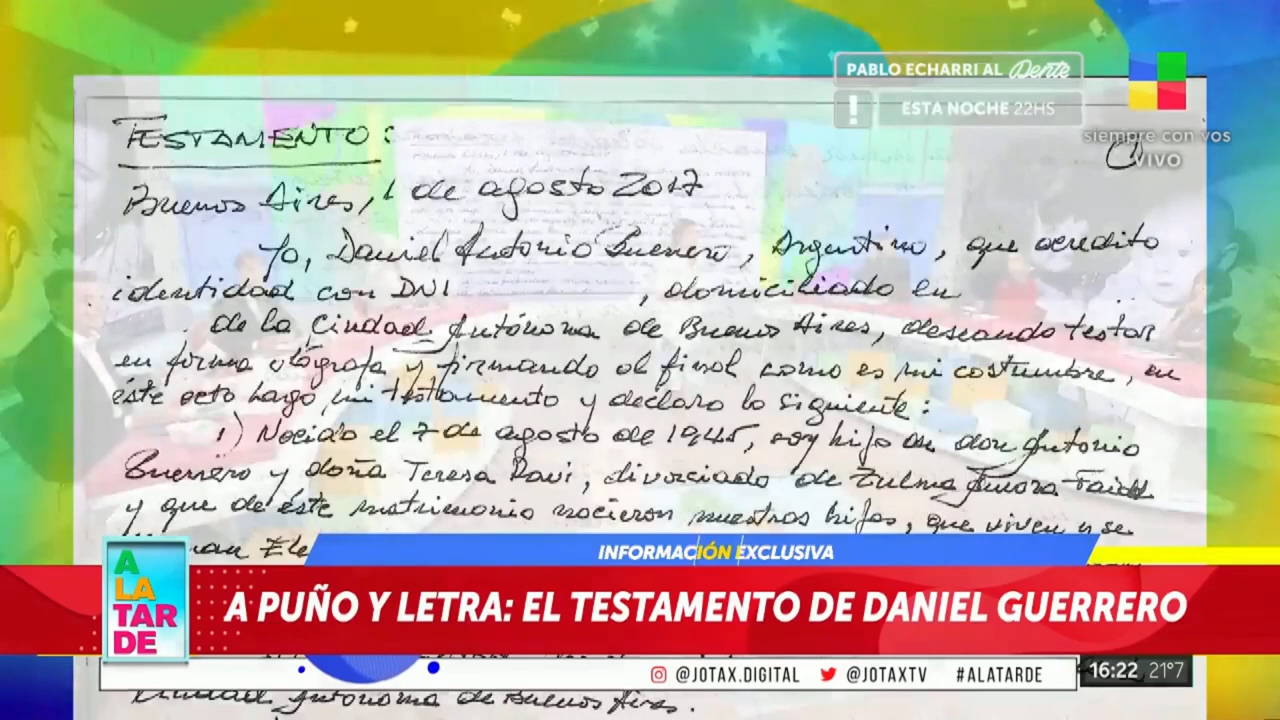 PABLO ECHARRI AL Dente
! ESTA NOCHE 22HS
siempre con vos
VIVO
TESTAMENTO:
Buenos Aires, 1 de agosto 2017
Yo, Daniel Antonio Guerrero, Argentino, que acredito
identidad con DNI , domiciliado en
de la Ciudad Autónoma de Buenos Aires, deseando testar
en forma ológrafa y firmando al final como es mi costumbre, en
éste acto hago mi testamento y declaro lo siguiente:
1) Nacido el 7 de agosto de 1945, soy hijo de don Antonio
Guerrero y doña Teresa , divorciado de Zulma
y que de éste matrimonio nacieron nuestros hijos, que viven y se
INFORMACIÓN EXCLUSIVA
A LA TARDE
A PUÑO Y LETRA: EL TESTAMENTO DE DANIEL GUERRERO
@JOTAX.DIGITAL @JOTAXTV #ALATARDE 16:22 21°7
Ciudad Autónoma de Buenos Aires.